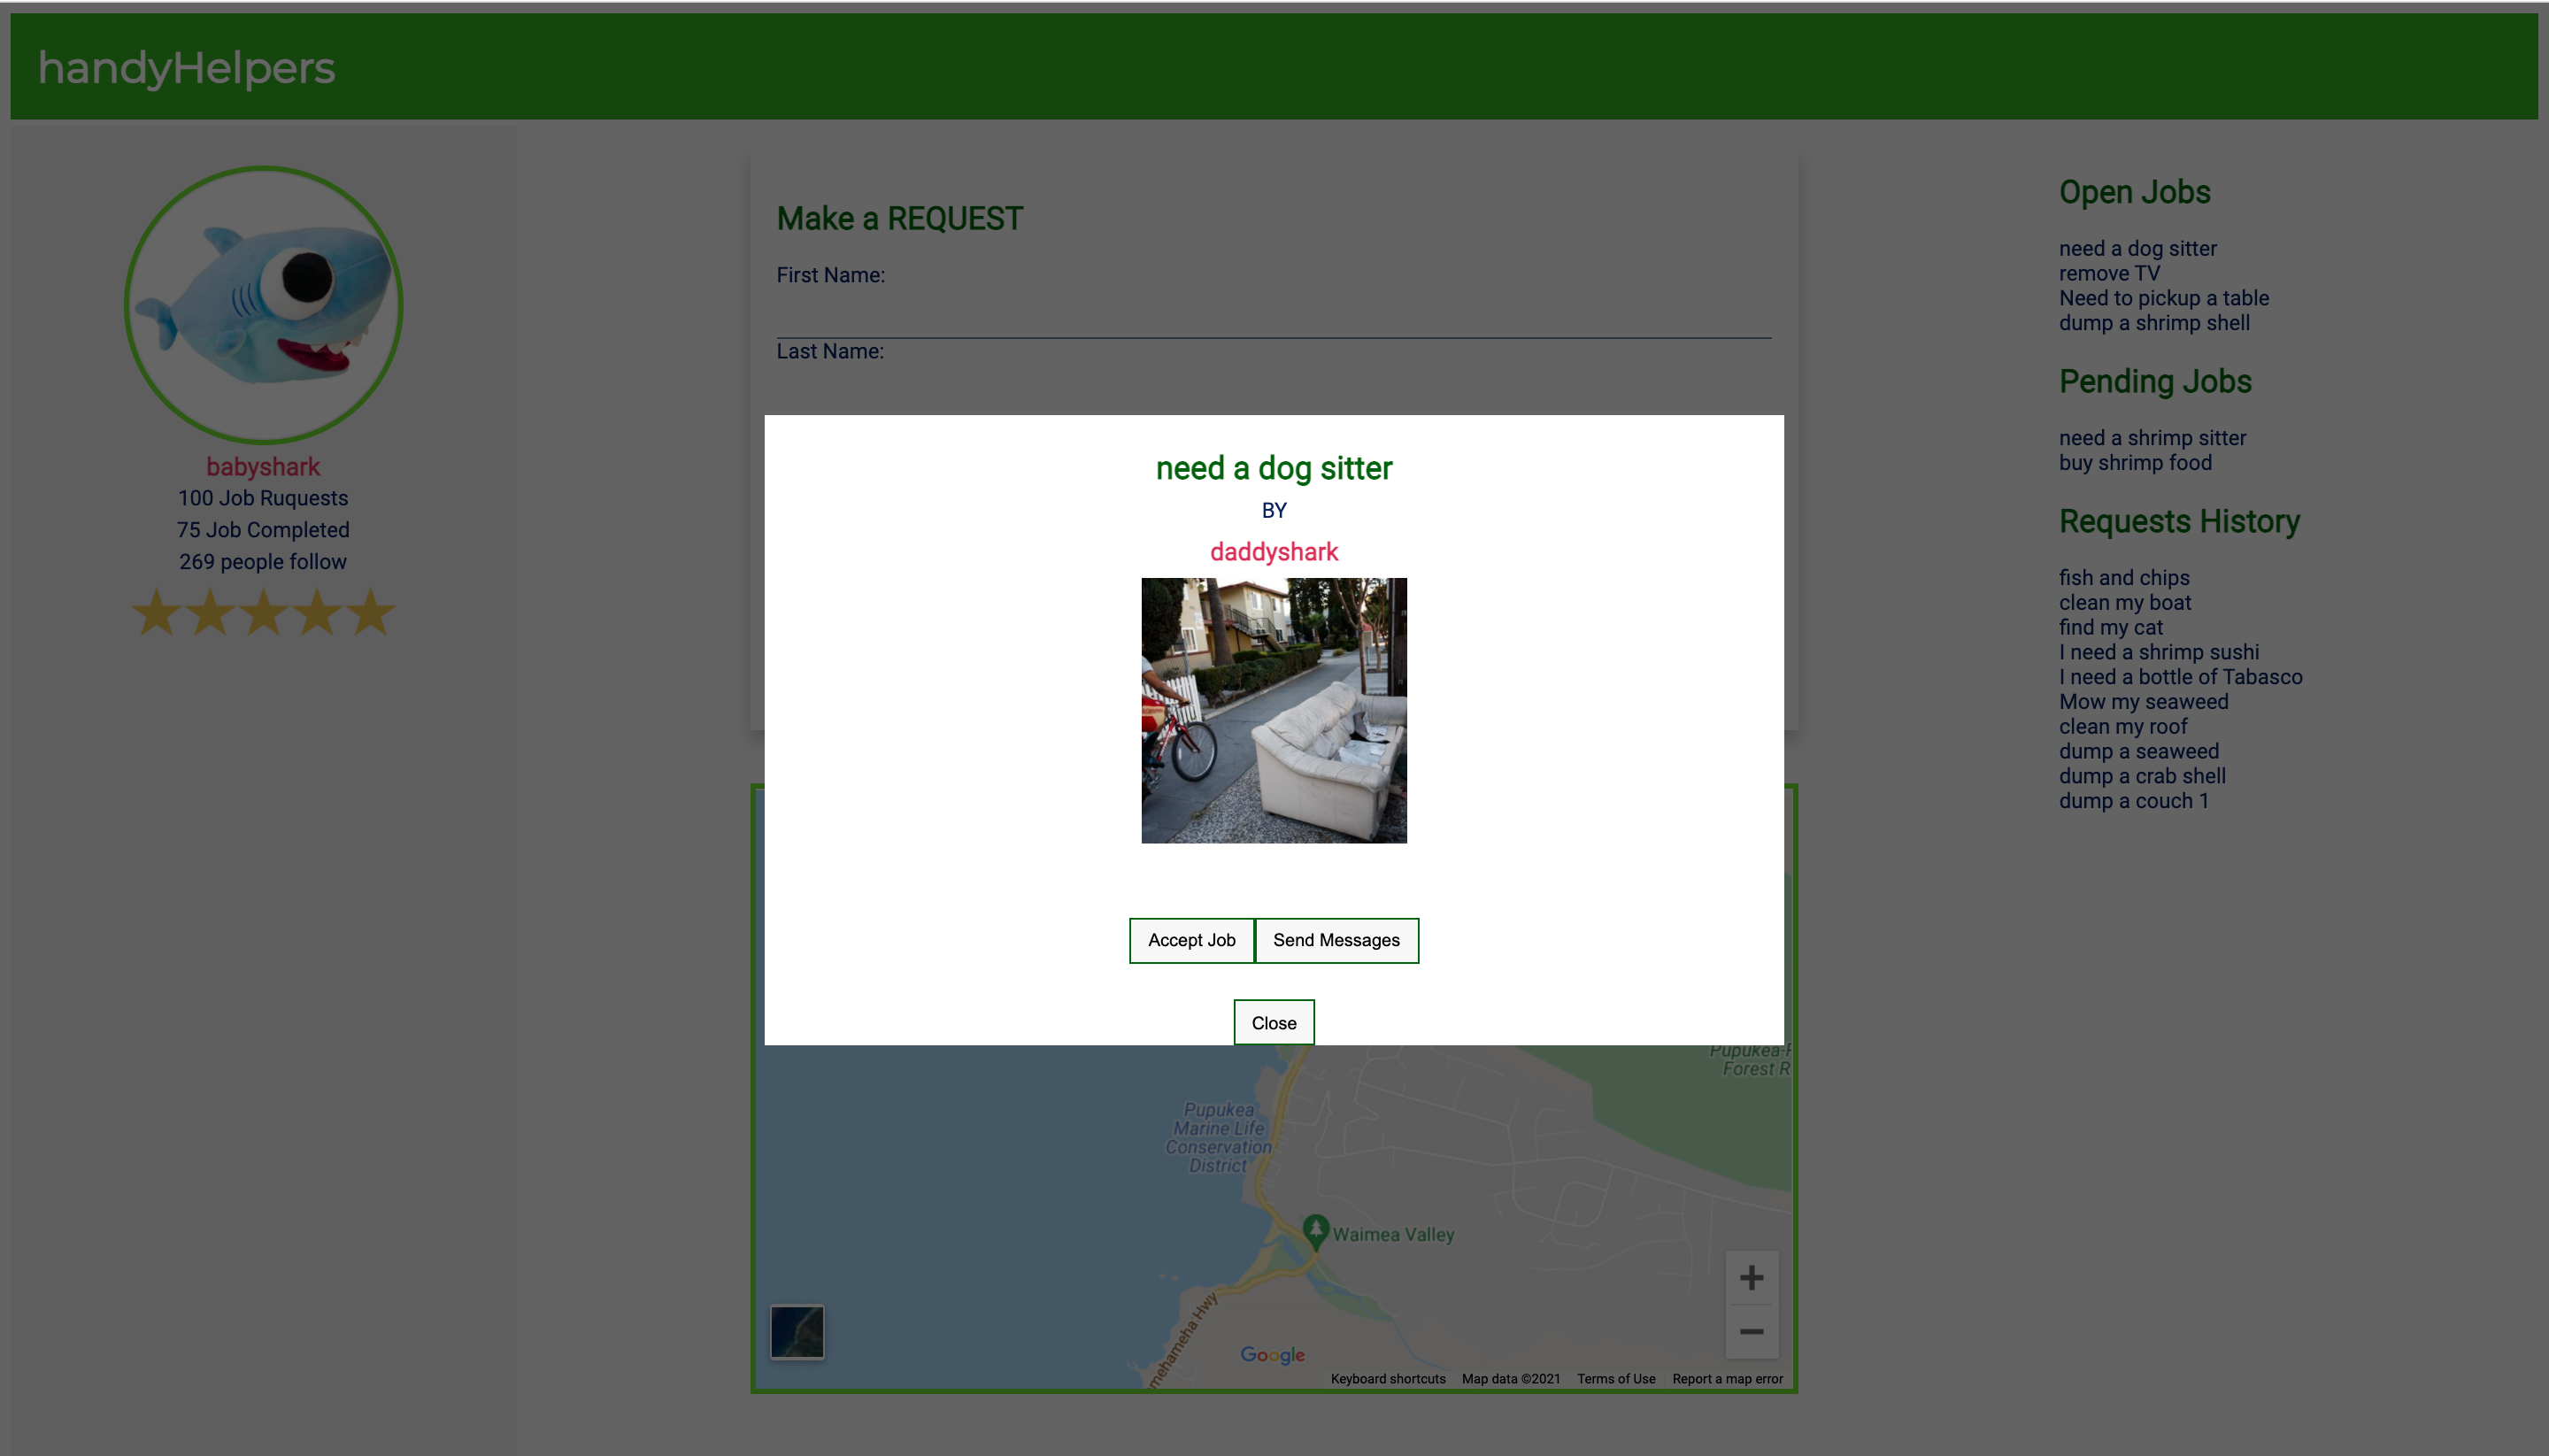 handyHelpers
babyshark
100 Job Ruquests
75 Job Completed
269 people follow
Make a REQUEST
First Name:
Last Name:
need a dog sitter
BY
daddyshark
Accept Job
Send Messages
Close
Pupukea
Marine Life
Conservation
District
Forest R
Waimea Valley
mehameha Hwy
Google
Keyboard shortcuts
Map data ©2021
Terms of Use
Report a map error
Open Jobs
need a dog sitter
remove TV
Need to pickup a table
dump a shrimp shell
Pending Jobs
need a shrimp sitter
buy shrimp food
Requests History
fish and chips
clean my boat
find my cat
I need a shrimp sushi
I need a bottle of Tabasco
Mow my seaweed
clean my roof
dump a seaweed
dump a crab shell
dump a couch 1